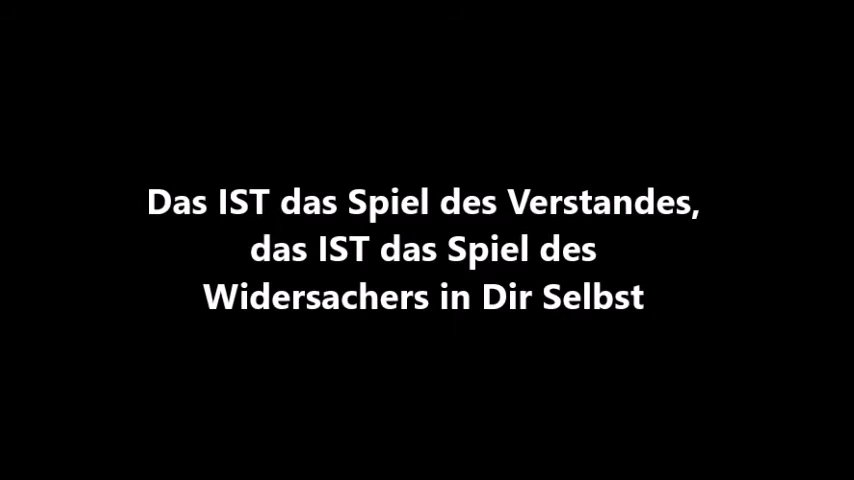 Das IST das Spiel des Verstandes,
das IST das Spiel des
Widersachers in Dir Selbst